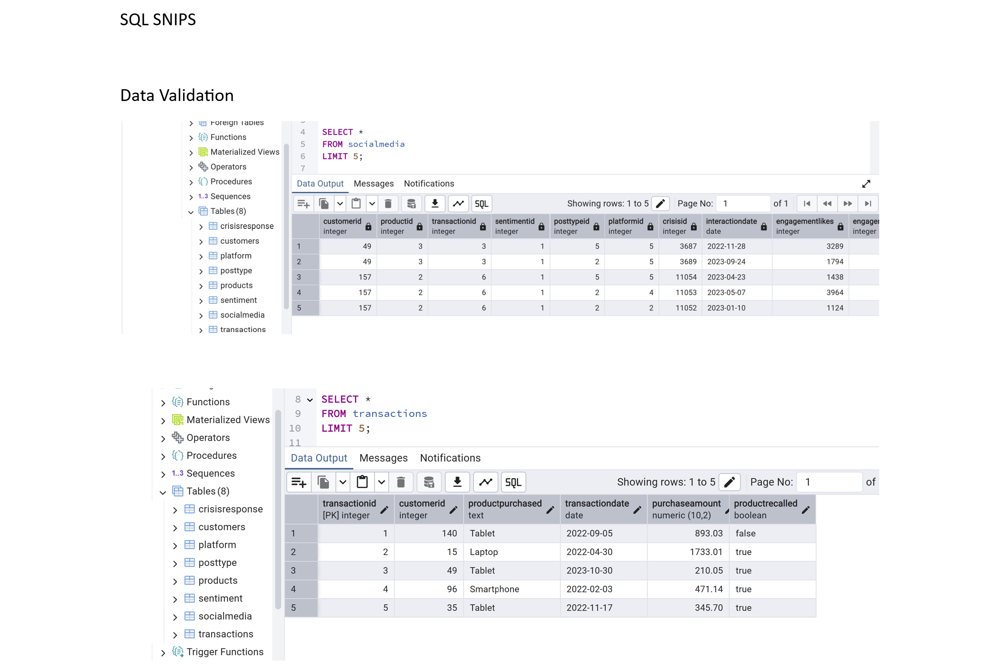 SQL SNIPS
Data Validation
Foreign Tables
Functions
Materialized Views
Operators
Procedures
1..3 Sequences
Tables (8)
crisisresponse
customers
platform
posttype
products
sentiment
socialmedia
transactions
4 SELECT *
5 FROM socialmedia
6 LIMIT 5;
7
Data Output Messages Notifications
SQL Showing rows: 1 to 5 Page No: 1 of 1
customerid productid transactionid sentimentid posttypeid platformid crisisid interactiondate engagementlikes
integer integer integer integer integer integer integer date integer integer
1 49 3 3 1 5 5 3687 2022-11-28 3289
2 49 3 3 1 2 5 3689 2023-09-24 1794
3 157 2 6 1 5 5 11054 2023-04-23 1438
4 157 2 6 1 2 4 11053 2023-05-07 3964
5 157 2 6 1 2 2 11052 2023-01-10 1124
Functions
Materialized Views
Operators
Procedures
1..3 Sequences
Tables (8)
crisisresponse
customers
platform
posttype
products
sentiment
socialmedia
transactions
Trigger Functions
8 SELECT *
9 FROM transactions
10 LIMIT 5;
11
Data Output Messages Notifications
SQL Showing rows: 1 to 5 Page No: 1 of
transactionid customerid productpurchased transactiondate purchaseamount productrecalled
[PK] integer integer text date numeric (10,2) boolean
1 1 140 Tablet 2022-09-05 893.03 false
2 2 15 Laptop 2022-04-30 1733.01 true
3 3 49 Tablet 2023-10-30 210.05 true
4 4 96 Smartphone 2022-02-03 471.14 true
5 5 35 Tablet 2022-11-17 345.70 true